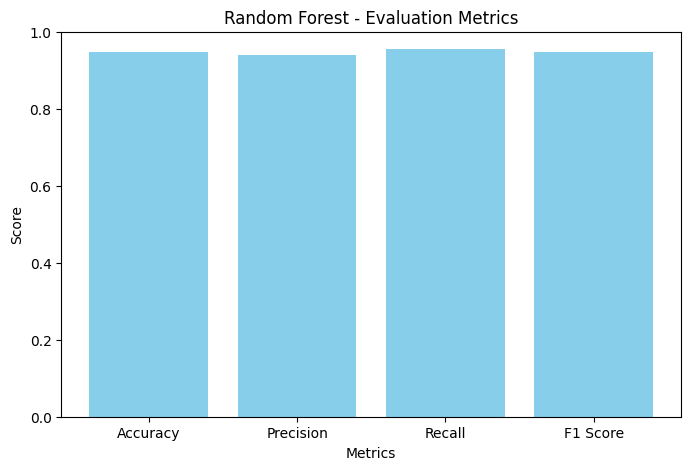 Random Forest - Evaluation Metrics
Score
1.0
0.8
0.6
0.4
0.2
0.0
Accuracy Precision Recall F1 Score
Metrics